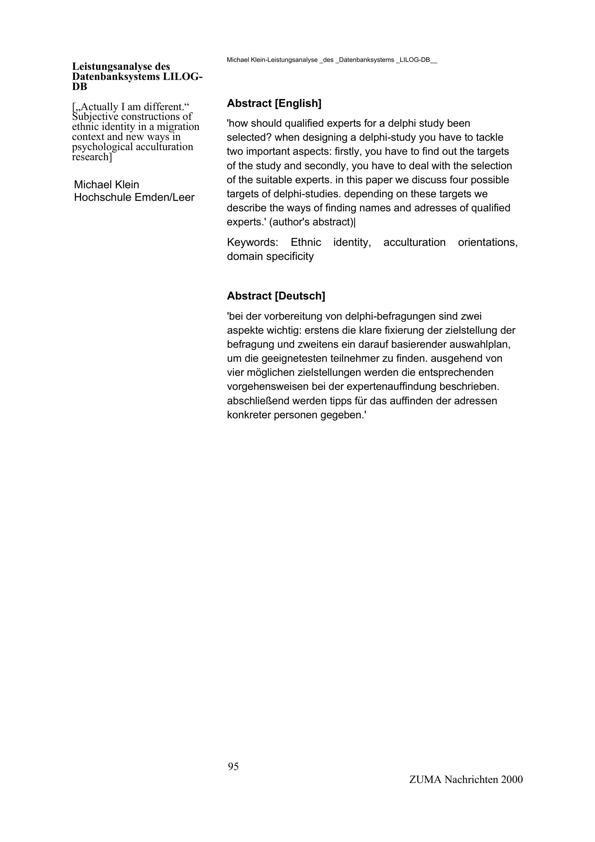 Michael Klein-Leistungsanalyse _des _Datenbanksystems _LILOG-DB__
Leistungsanalyse des
Datenbanksystems LILOG-
DB
[„Actually I am different.“
Subjective constructions of
ethnic identity in a migration
context and new ways in
psychological acculturation
research]
Michael Klein
Hochschule Emden/Leer
Abstract [English]
'how should qualified experts for a delphi study been
selected? when designing a delphi-study you have to tackle
two important aspects: firstly, you have to find out the targets
of the study and secondly, you have to deal with the selection
of the suitable experts. in this paper we discuss four possible
targets of delphi-studies. depending on these targets we
describe the ways of finding names and adresses of qualified
experts.' (author's abstract)|
Keywords: Ethnic identity, acculturation orientations,
domain specificity
Abstract [Deutsch]
'bei der vorbereitung von delphi-befragungen sind zwei
aspekte wichtig: erstens die klare fixierung der zielstellung der
befragung und zweitens ein darauf basierender auswahlplan,
um die geeignetesten teilnehmer zu finden. ausgehend von
vier möglichen zielstellungen werden die entsprechenden
vorgehensweisen bei der expertenauffindung beschrieben.
abschließend werden tipps für das auffinden der adressen
konkreter personen gegeben.'
95
ZUMA Nachrichten 2000